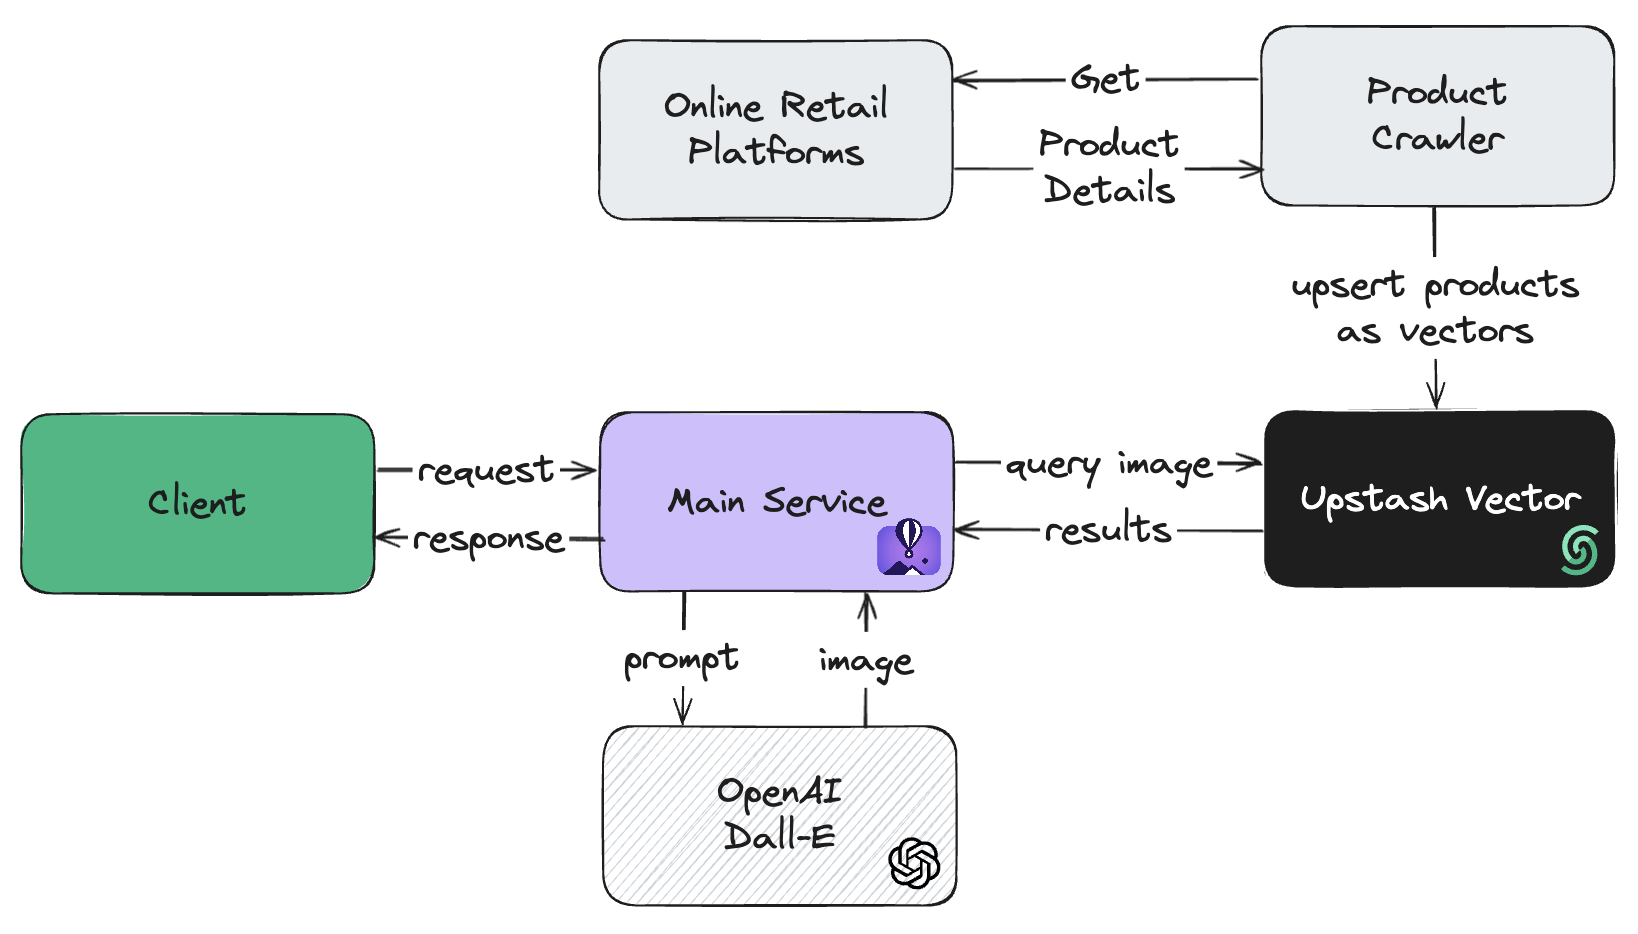 Online Retail
Platforms
Get
Product
Details
Product
Crawler
upsert products
as vectors
Client
request
response
Main Service
query image
results
Upstash Vector
prompt
image
OpenAI
Dall-E